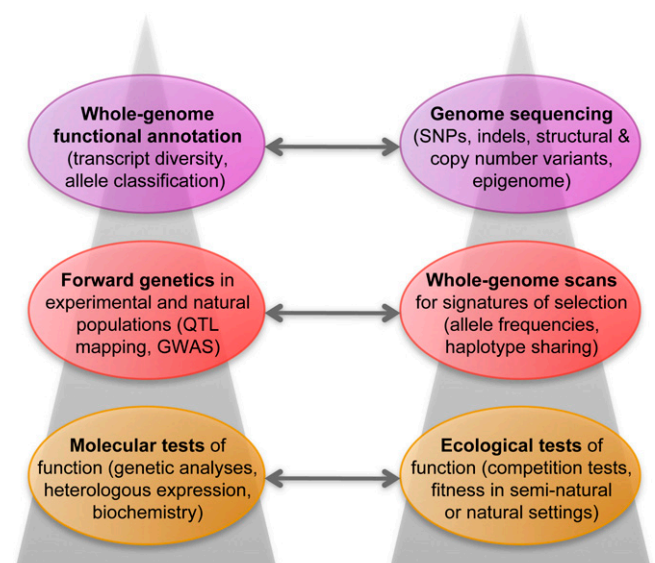 Whole-genome
functional annotation
(transcript diversity,
allele classification)
Genome sequencing
(SNPs, indels, structural &
copy number variants,
epigenome)
Forward genetics in
experimental and natural
populations (QTL
mapping, GWAS)
Whole-genome scans
for signatures of selection
(allele frequencies,
haplotype sharing)
Molecular tests of
function (genetic analyses,
heterologous expression,
biochemistry)
Ecological tests of
function (competition tests,
fitness in semi-natural
or natural settings)